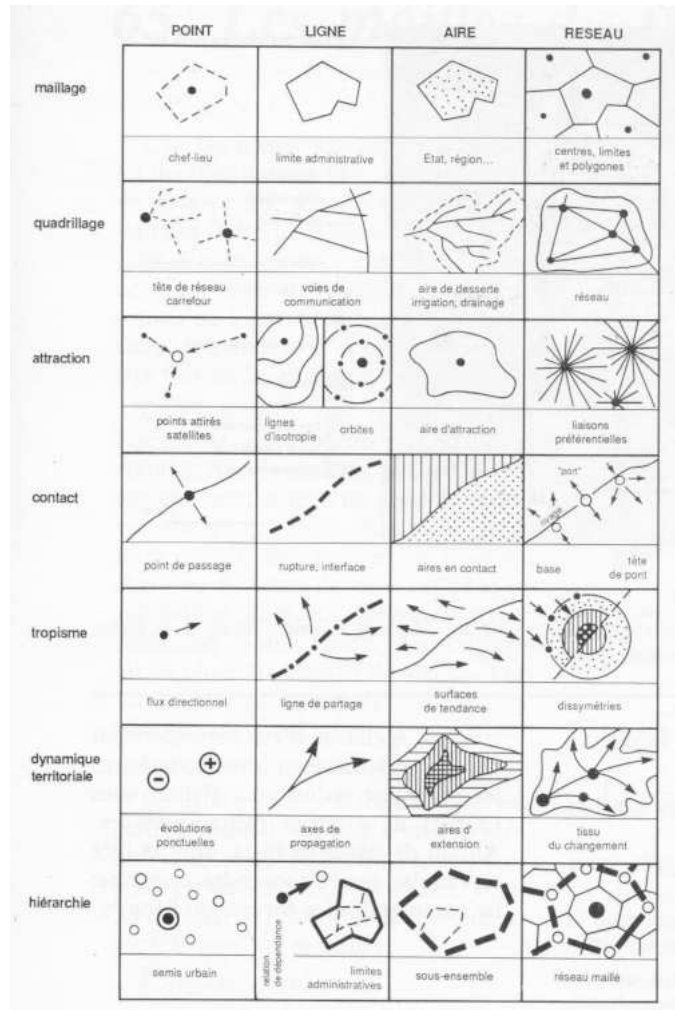 POINT LIGNE AIRE RESEAU
maillage
chef-lieu
limite administrative
Etat, région...
centres, limites
et polygones
quadrillage
tête de réseau
carrefour
voies de
communication
aire de desserte
irrigation, drainage
réseau
attraction
points attirés
satellites
lignes
d'isotropie
orbites
aire d'attraction
liaisons
préférentielles
contact
"port"
rivage
point de passage
rupture, interface
aires en contact
base
tête
de pont
tropisme
flux directionnel
ligne de partage
surfaces
de tendance
dissymétries
dynamique
territoriale
évolutions
ponctuelles
axes de
propagation
aires d'
extension
tissu
du changement
hiérarchie
semis urbain
relation
de dépendance
limites
administratives
sous-ensemble
réseau maillé